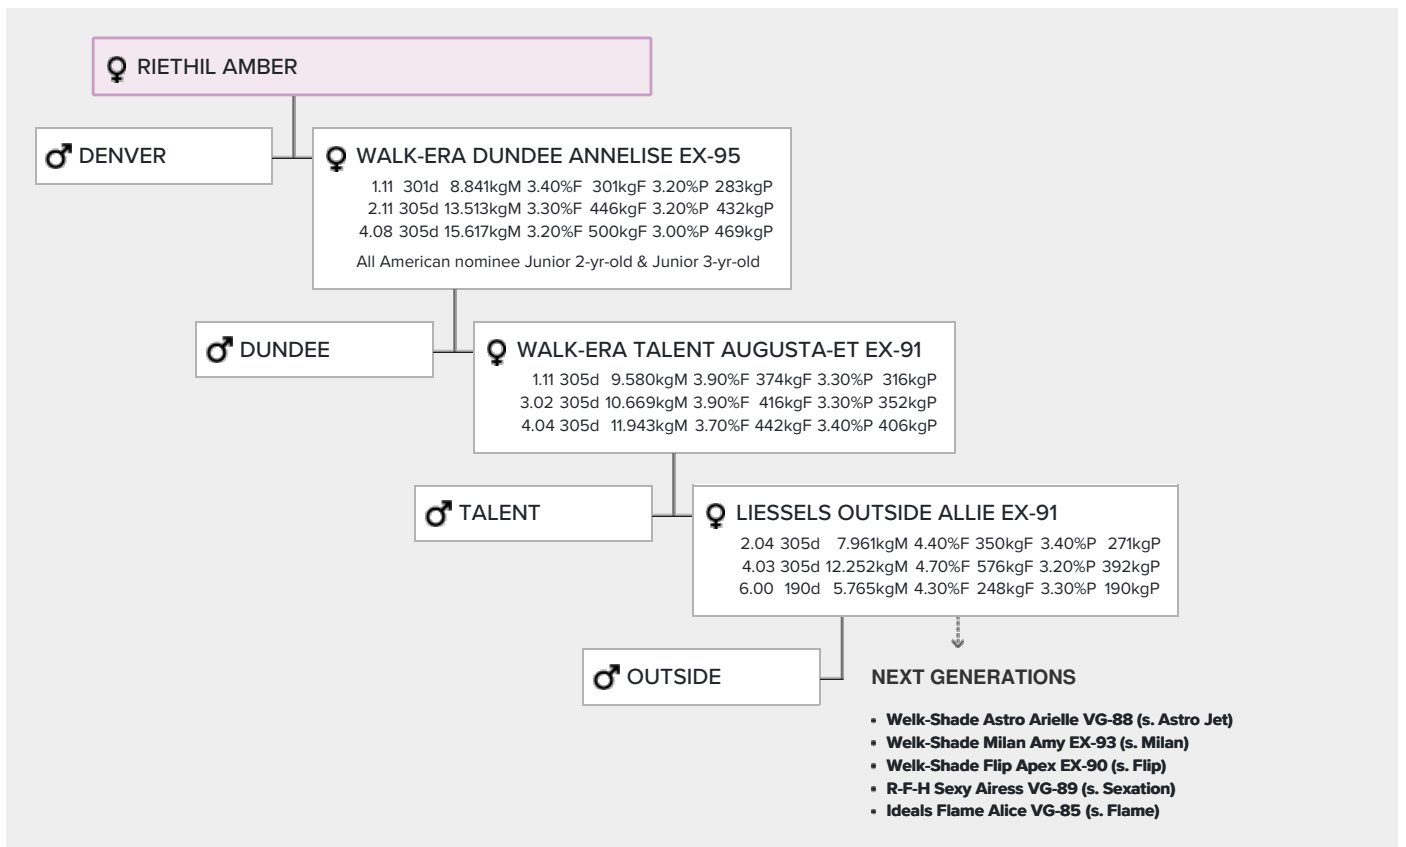 RIETHIL AMBER
DENVER
WALK-ERA DUNDEE ANNELISE EX-95
1.11 301d 8.841kgM 3.40%F 301kgF 3.20%P 283kgP
2.11 305d 13.513kgM 3.30%F 446kgF 3.20%P 432kgP
4.08 305d 15.617kgM 3.20%F 500kgF 3.00%P 469kgP
All American nominee Junior 2-yr-old & Junior 3-yr-old
DUNDEE
WALK-ERA TALENT AUGUSTA-ET EX-91
1.11 305d 9.580kgM 3.90%F 374kgF 3.30%P 316kgP
3.02 305d 10.669kgM 3.90%F 416kgF 3.30%P 352kgP
4.04 305d 11.943kgM 3.70%F 442kgF 3.40%P 406kgP
TALENT
LIESSELS OUTSIDE ALLIE EX-91
2.04 305d 7.961kgM 4.40%F 350kgF 3.40%P 271kgP
4.03 305d 12.252kgM 4.70%F 576kgF 3.20%P 392kgP
6.00 190d 5.765kgM 4.30%F 248kgF 3.30%P 190kgP
OUTSIDE
NEXT GENERATIONS
• Welk-Shade Astro Arielle VG-88 (s. Astro Jet)
• Welk-Shade Milan Amy EX-93 (s. Milan)
• Welk-Shade Flip Apex EX-90 (s. Flip)
• R-F-H Sexy Airess VG-89 (s. Sexation)
• Ideals Flame Alice VG-85 (s. Flame)